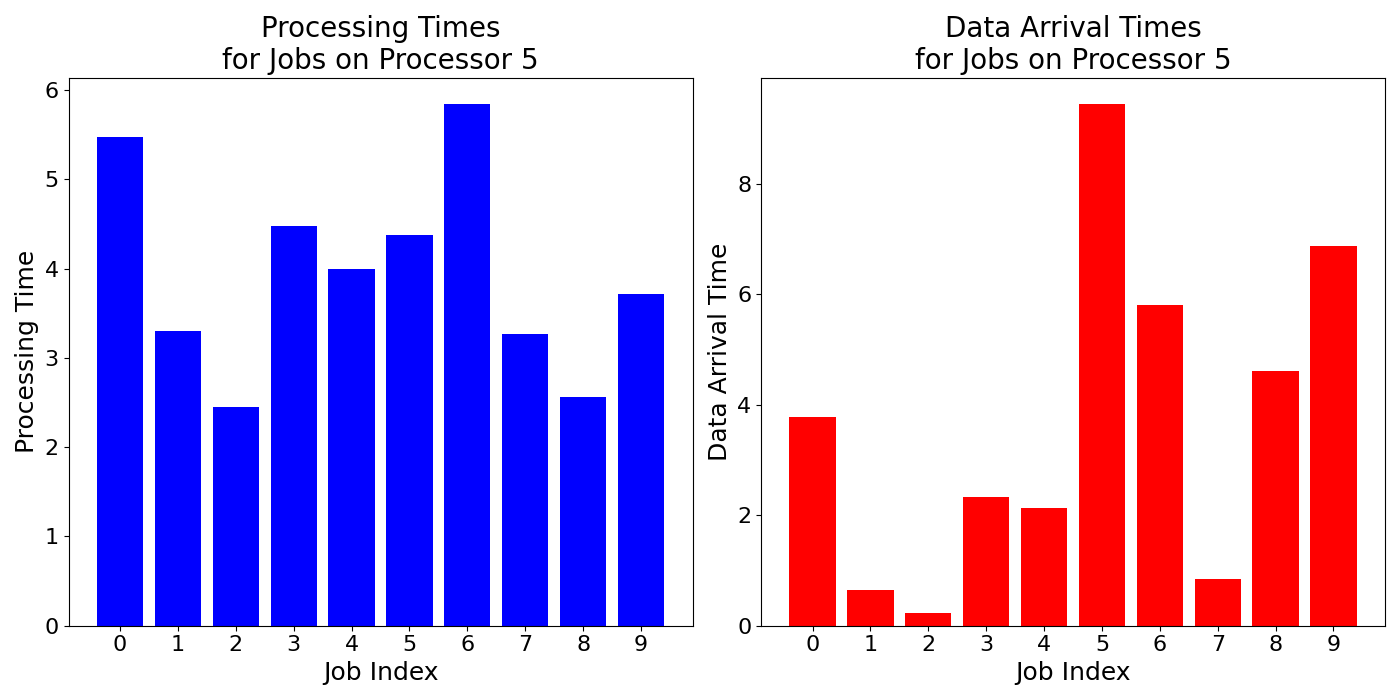 Processing Times
for Jobs on Processor 5
Processing Time
6
5
4
3
2
1
0
0 1 2 3 4 5 6 7 8 9
Job Index
Data Arrival Times
for Jobs on Processor 5
Data Arrival Time
8
6
4
2
0
0 1 2 3 4 5 6 7 8 9
Job Index